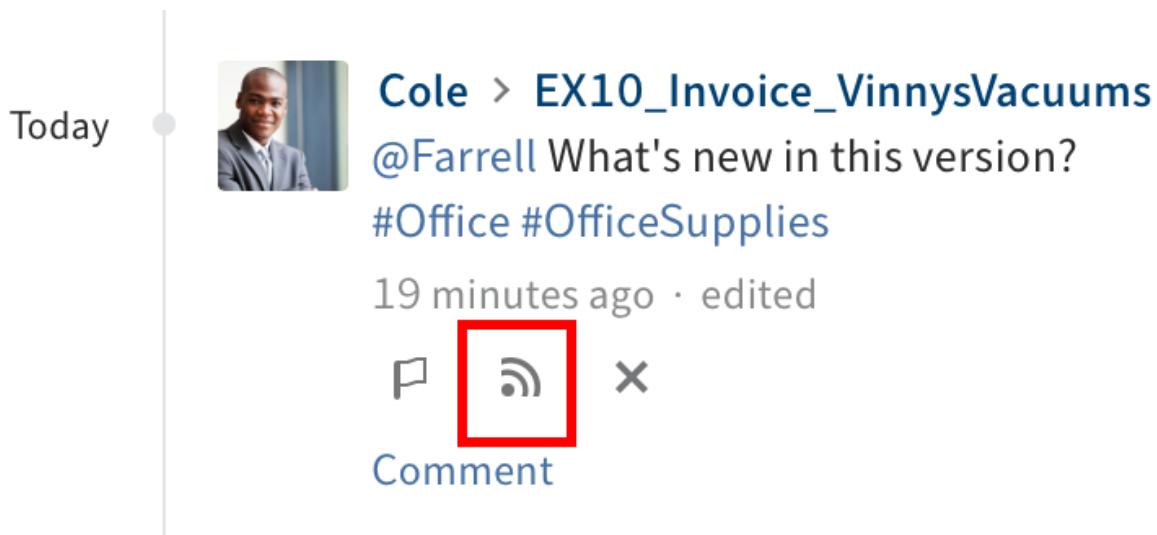 Today
Cole > EX10_Invoice_VinnysVacuums
@Farrell What's new in this version?
#Office #OfficeSupplies
19 minutes ago · edited
Comment